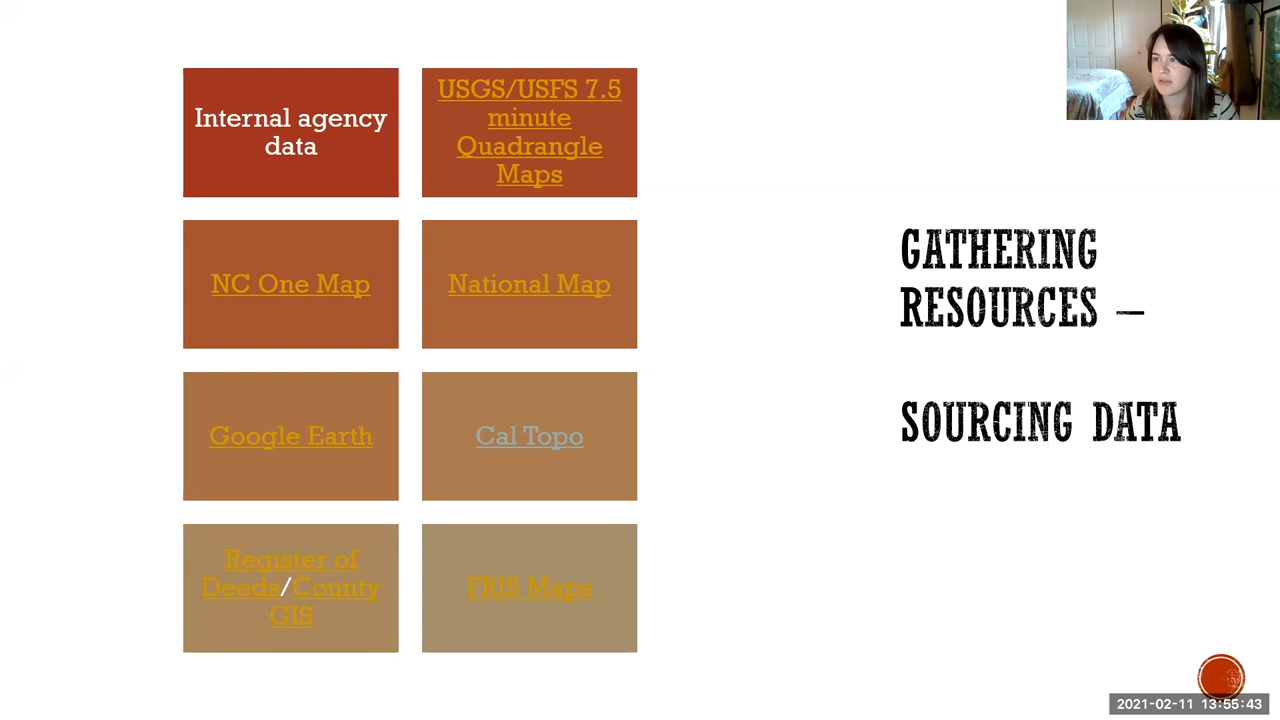 Internal agency
data
USGS/USFS 7.5
minute
Quadrangle
Maps
NC One Map
National Map
Google Earth
Cal Topo
Register of
Deeds/County
GIS
FRIS Maps
GATHERING
RESOURCES –
SOURCING DATA
2021-02-11 13:55:43